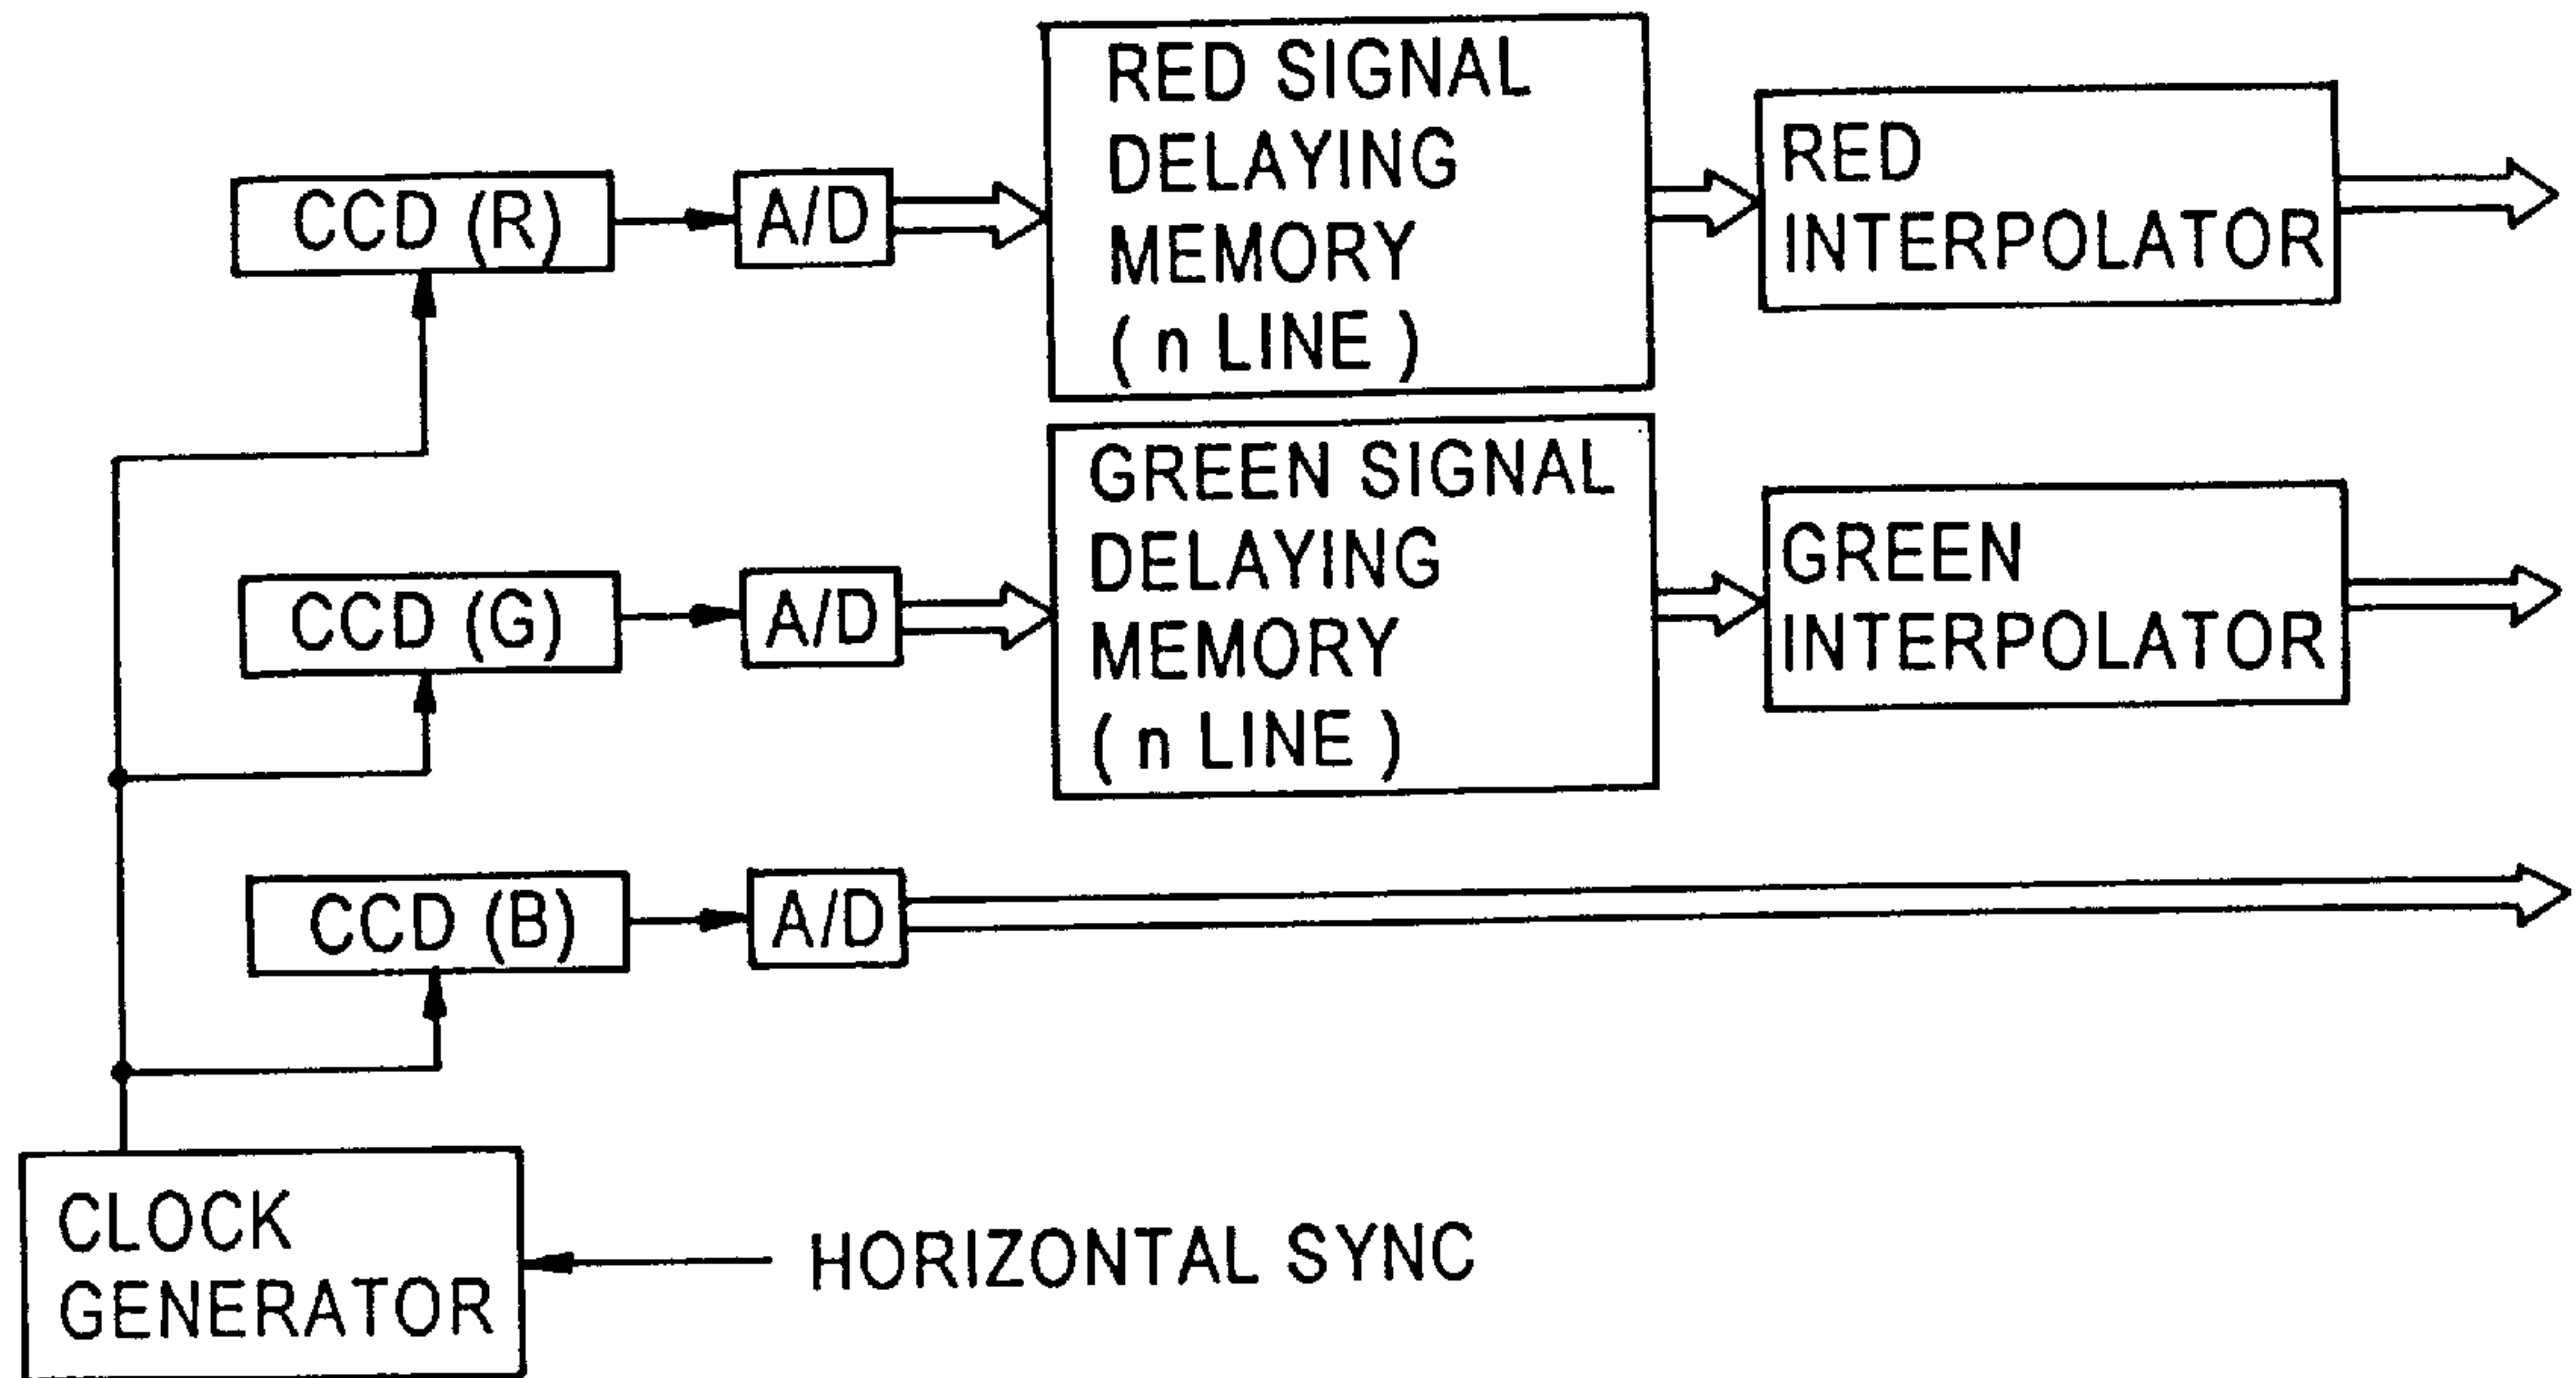 CCD (R)
A/D
RED SIGNAL
DELAYING
MEMORY
( n LINE )
RED
INTERPOLATOR
CCD (G)
A/D
GREEN SIGNAL
DELAYING
MEMORY
( n LINE )
GREEN
INTERPOLATOR
CCD (B)
A/D
CLOCK
GENERATOR
HORIZONTAL SYNC